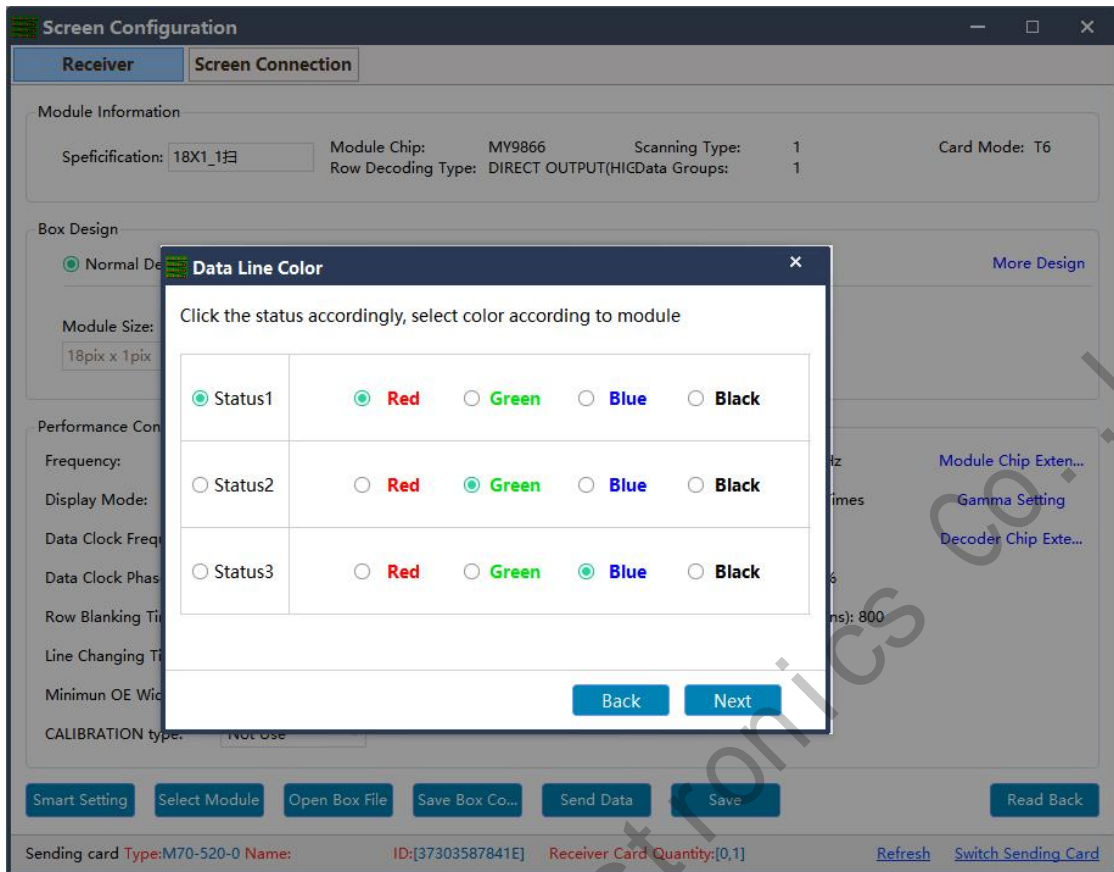 Screen Configuration
Receiver Screen Connection
Module Information
Speficification: 18X1_1扫 Module Chip: MY9866 Scanning Type: 1 Card Mode: T6
Row Decoding Type: DIRECT OUTPUT(HIGData Groups: 1
Box Design
Normal De More Design
Data Line Color
Click the status accordingly, select color according to module
Module Size:
18pix x 1pix
Status1 Red Green Blue Black
Performance Con
Frequency: Hz Module Chip Exten...
Status2 Red Green Blue Black
Display Mode: imes Gamma Setting
Data Clock Frequ Decoder Chip Exte...
Status3 Red Green Blue Black
Data Clock Phas %
Row Blanking Ti ns): 800
Line Changing Ti
Minimun OE Wid
Back Next
CALIBRATION type: Not Use
Smart Setting Select Module Open Box File Save Box Co... Send Data Save Read Back
Sending card Type:M70-520-0 Name: ID:[37303587841E] Receiver Card Quantity:[0,1] Refresh Switch Sending Card
stronics Co.,L